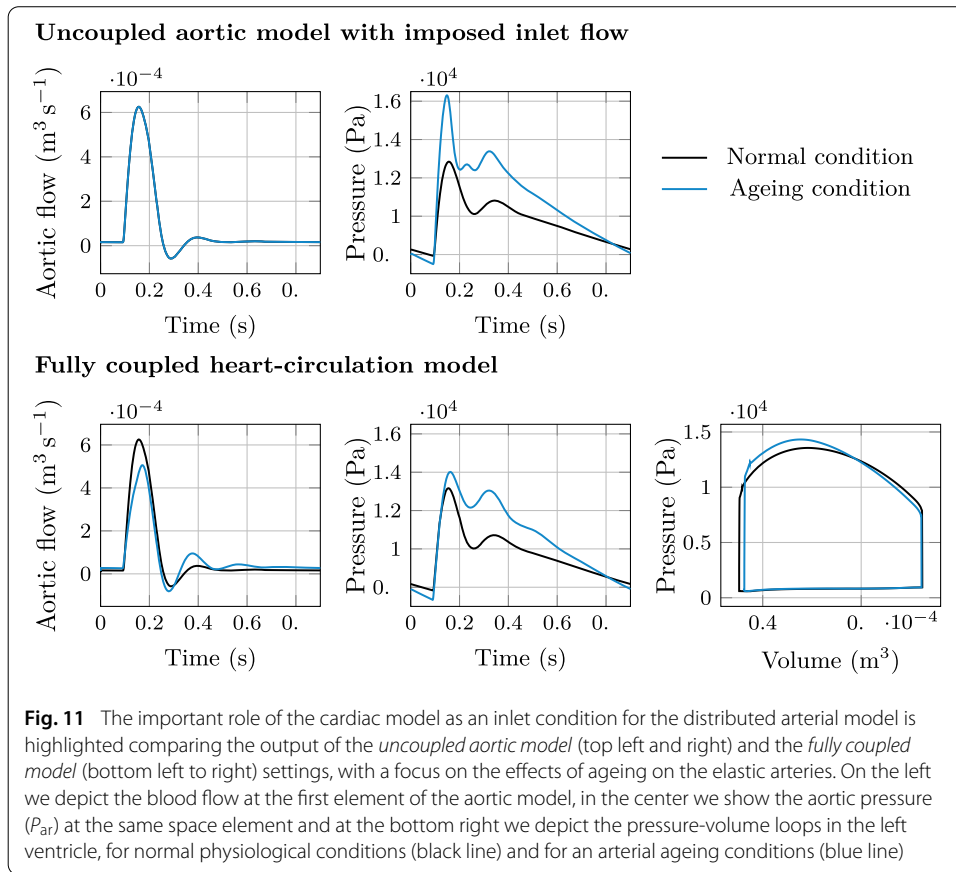 Uncoupled aortic model with imposed inlet flow
·10⁻⁴
Aortic flow (m³ s⁻¹)
6
4
2
0
0 0.2 0.4 0.6 0.
Time (s)
·10⁴
Pressure (Pa)
1.6
1.4
1.2
1
0.
0 0.2 0.4 0.6 0.
Time (s)
Normal condition
Ageing condition
Fully coupled heart-circulation model
·10⁻⁴
Aortic flow (m³ s⁻¹)
6
4
2
0
0 0.2 0.4 0.6 0.
Time (s)
·10⁴
Pressure (Pa)
1.6
1.4
1.2
1
0.
0 0.2 0.4 0.6 0.
Time (s)
·10⁴
Pressure (Pa)
1.5
1
0.5
0
0.4 0. ·10⁻⁴
Volume (m³)
Fig. 11 The important role of the cardiac model as an inlet condition for the distributed arterial model is
highlighted comparing the output of the uncoupled aortic model (top left and right) and the fully coupled
model (bottom left to right) settings, with a focus on the effects of ageing on the elastic arteries. On the left
we depict the blood flow at the first element of the aortic model, in the center we show the aortic pressure
(Par) at the same space element and at the bottom right we depict the pressure-volume loops in the left
ventricle, for normal physiological conditions (black line) and for an arterial ageing conditions (blue line)